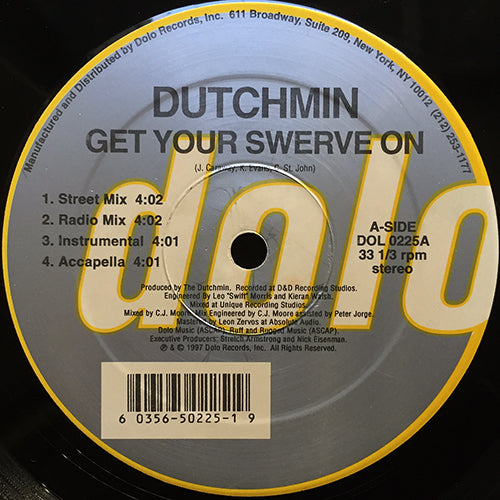 Manufactured and Distributed by Dolo Records, Inc. 611 Broadway, Suite 209, New York, NY 10012 (212) 253-1177
DUTCHMIN
GET YOUR SWERVE ON
(J. K. Evans, C. St. John)
dolo
1. Street Mix 4:02
2. Radio Mix 4:02
3. Instrumental 4:01
4. Accapella 4:01
A-SIDE
DOL 0225A
33 1/3 rpm
stereo
Produced by The Dutchmin. Recorded at D&D Recording Studios.
Engineered By Leo "Swift" Morris and Kieran Walsh.
Mixed at Unique Recording Studios.
Mixed by C.J. Moore Mix Engineered by C.J. Moore assisted by Peter Jorge.
Mastered by Leon Zervos at Absolute Audio.
Dolo Music (ASCAP), Ruff and Rugged Music (ASCAP).
Executive Producers: Stretch Armstrong and Nick Eisenman.
℗ & © 1997 Dolo Records, Inc. All Rights Reserved.
6 0356-50225-1 9